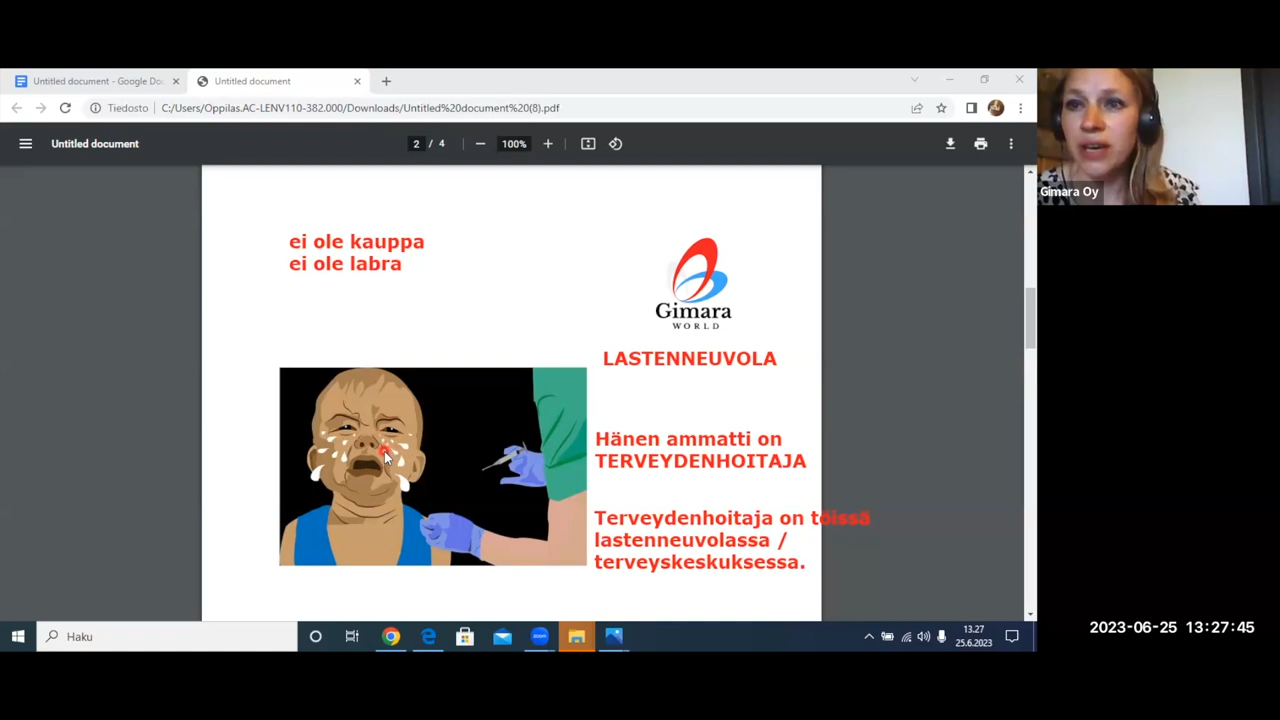 Untitled document - Google Doc
Untitled document
Tiedosto
C:/Users/Oppilas.AC-LENV110-382.000/Downloads/Untitled%20document%20(8).pdf
Untitled document
2 / 4
100%
Gimara Oy
ei ole kauppa
ei ole labra
Gimara
WORLD
LASTENNEUVOLA
Hänen ammatti on
TERVEYDENHOITAJA
Terveydenhoitaja on töissä
lastenneuvolassa /
terveyskeskuksessa.
Haku
zoom
13.27
25.6.2023
2023-06-25 13:27:45